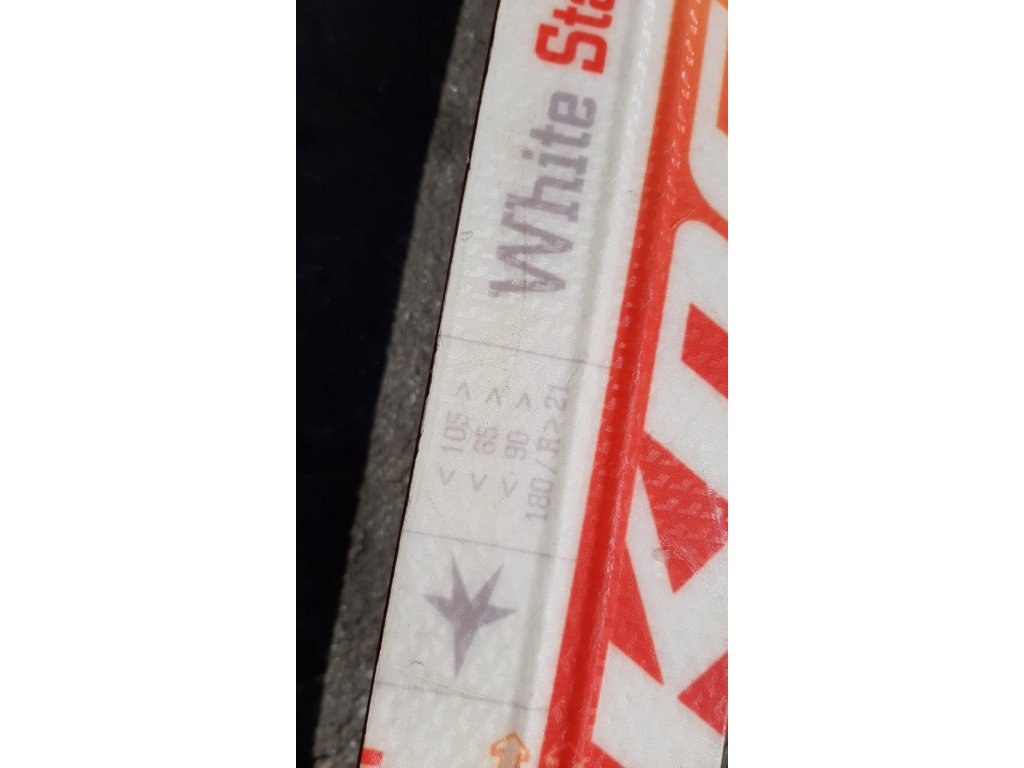 White Sta
< 105 >
< 65 >
< 90 >
180/R>21